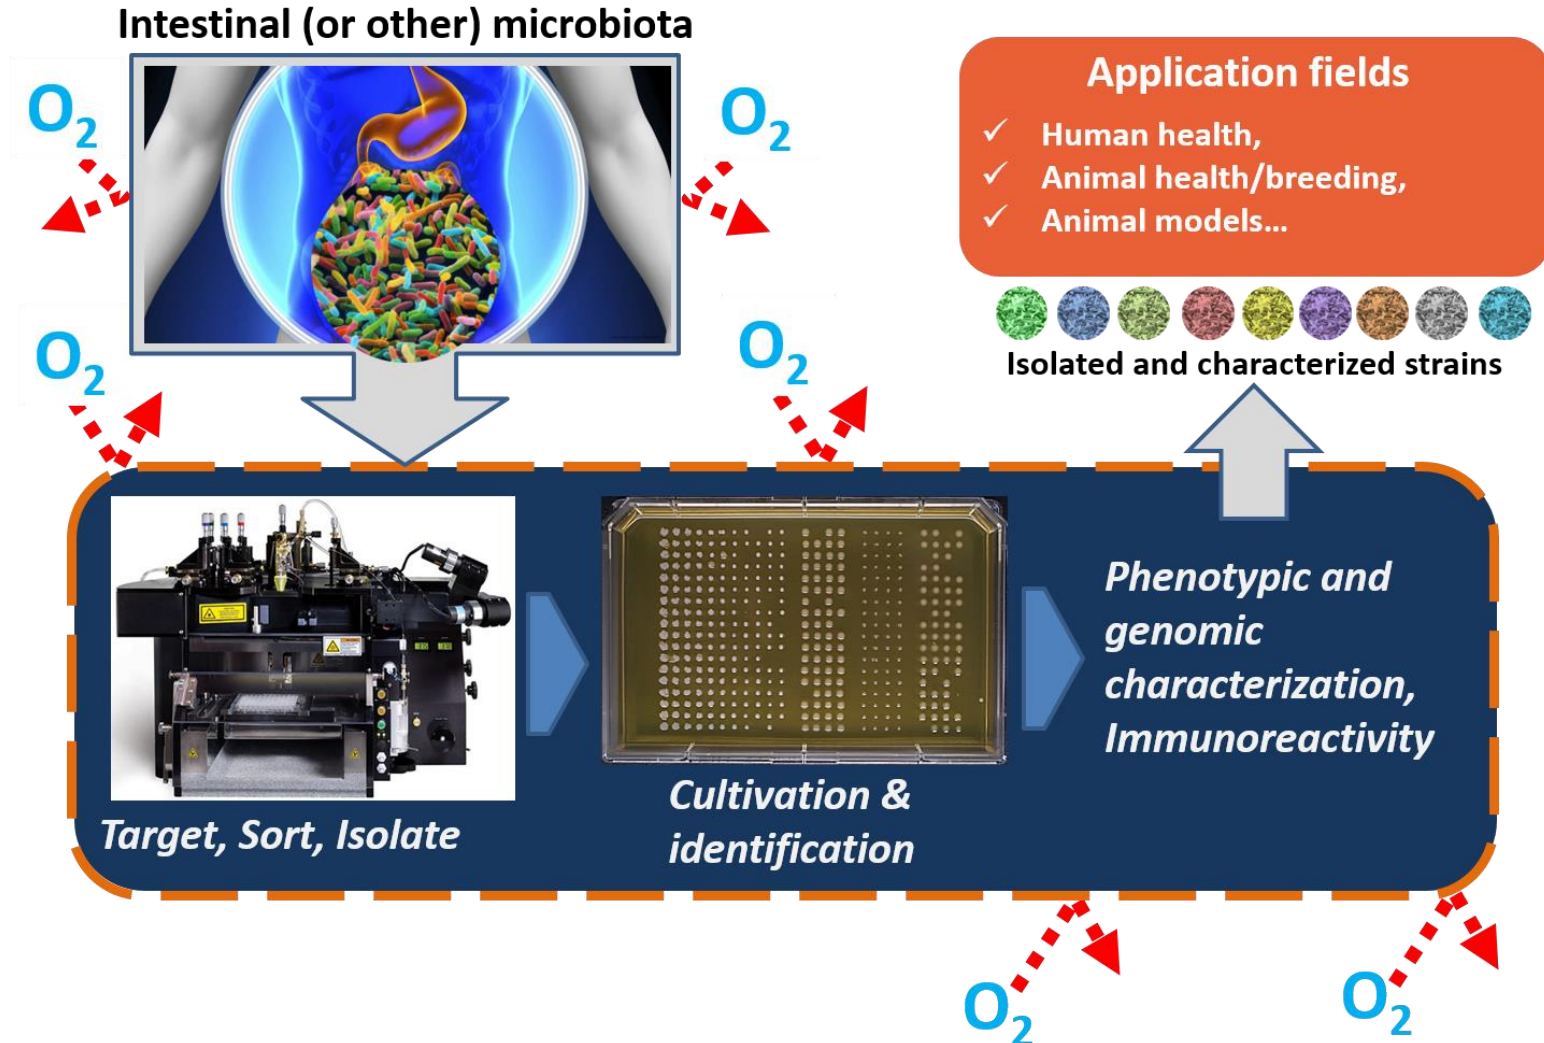 Intestinal (or other) microbiota
O2
O2
O2
O2
Application fields
✓ Human health,
✓ Animal health/breeding,
✓ Animal models…
Isolated and characterized strains
Target, Sort, Isolate
Cultivation &
identification
Phenotypic and
genomic
characterization,
Immunoreactivity
O2
O2